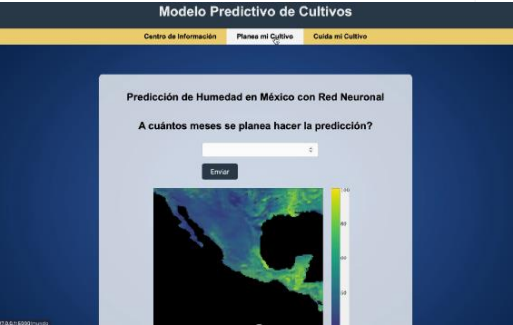 Modelo Predictivo de Cultivos
Centro de Información Planea mi Cultivo Cuida mi Cultivo
Predicción de Humedad en México con Red Neuronal
A cuántos meses se planea hacer la predicción?
Enviar